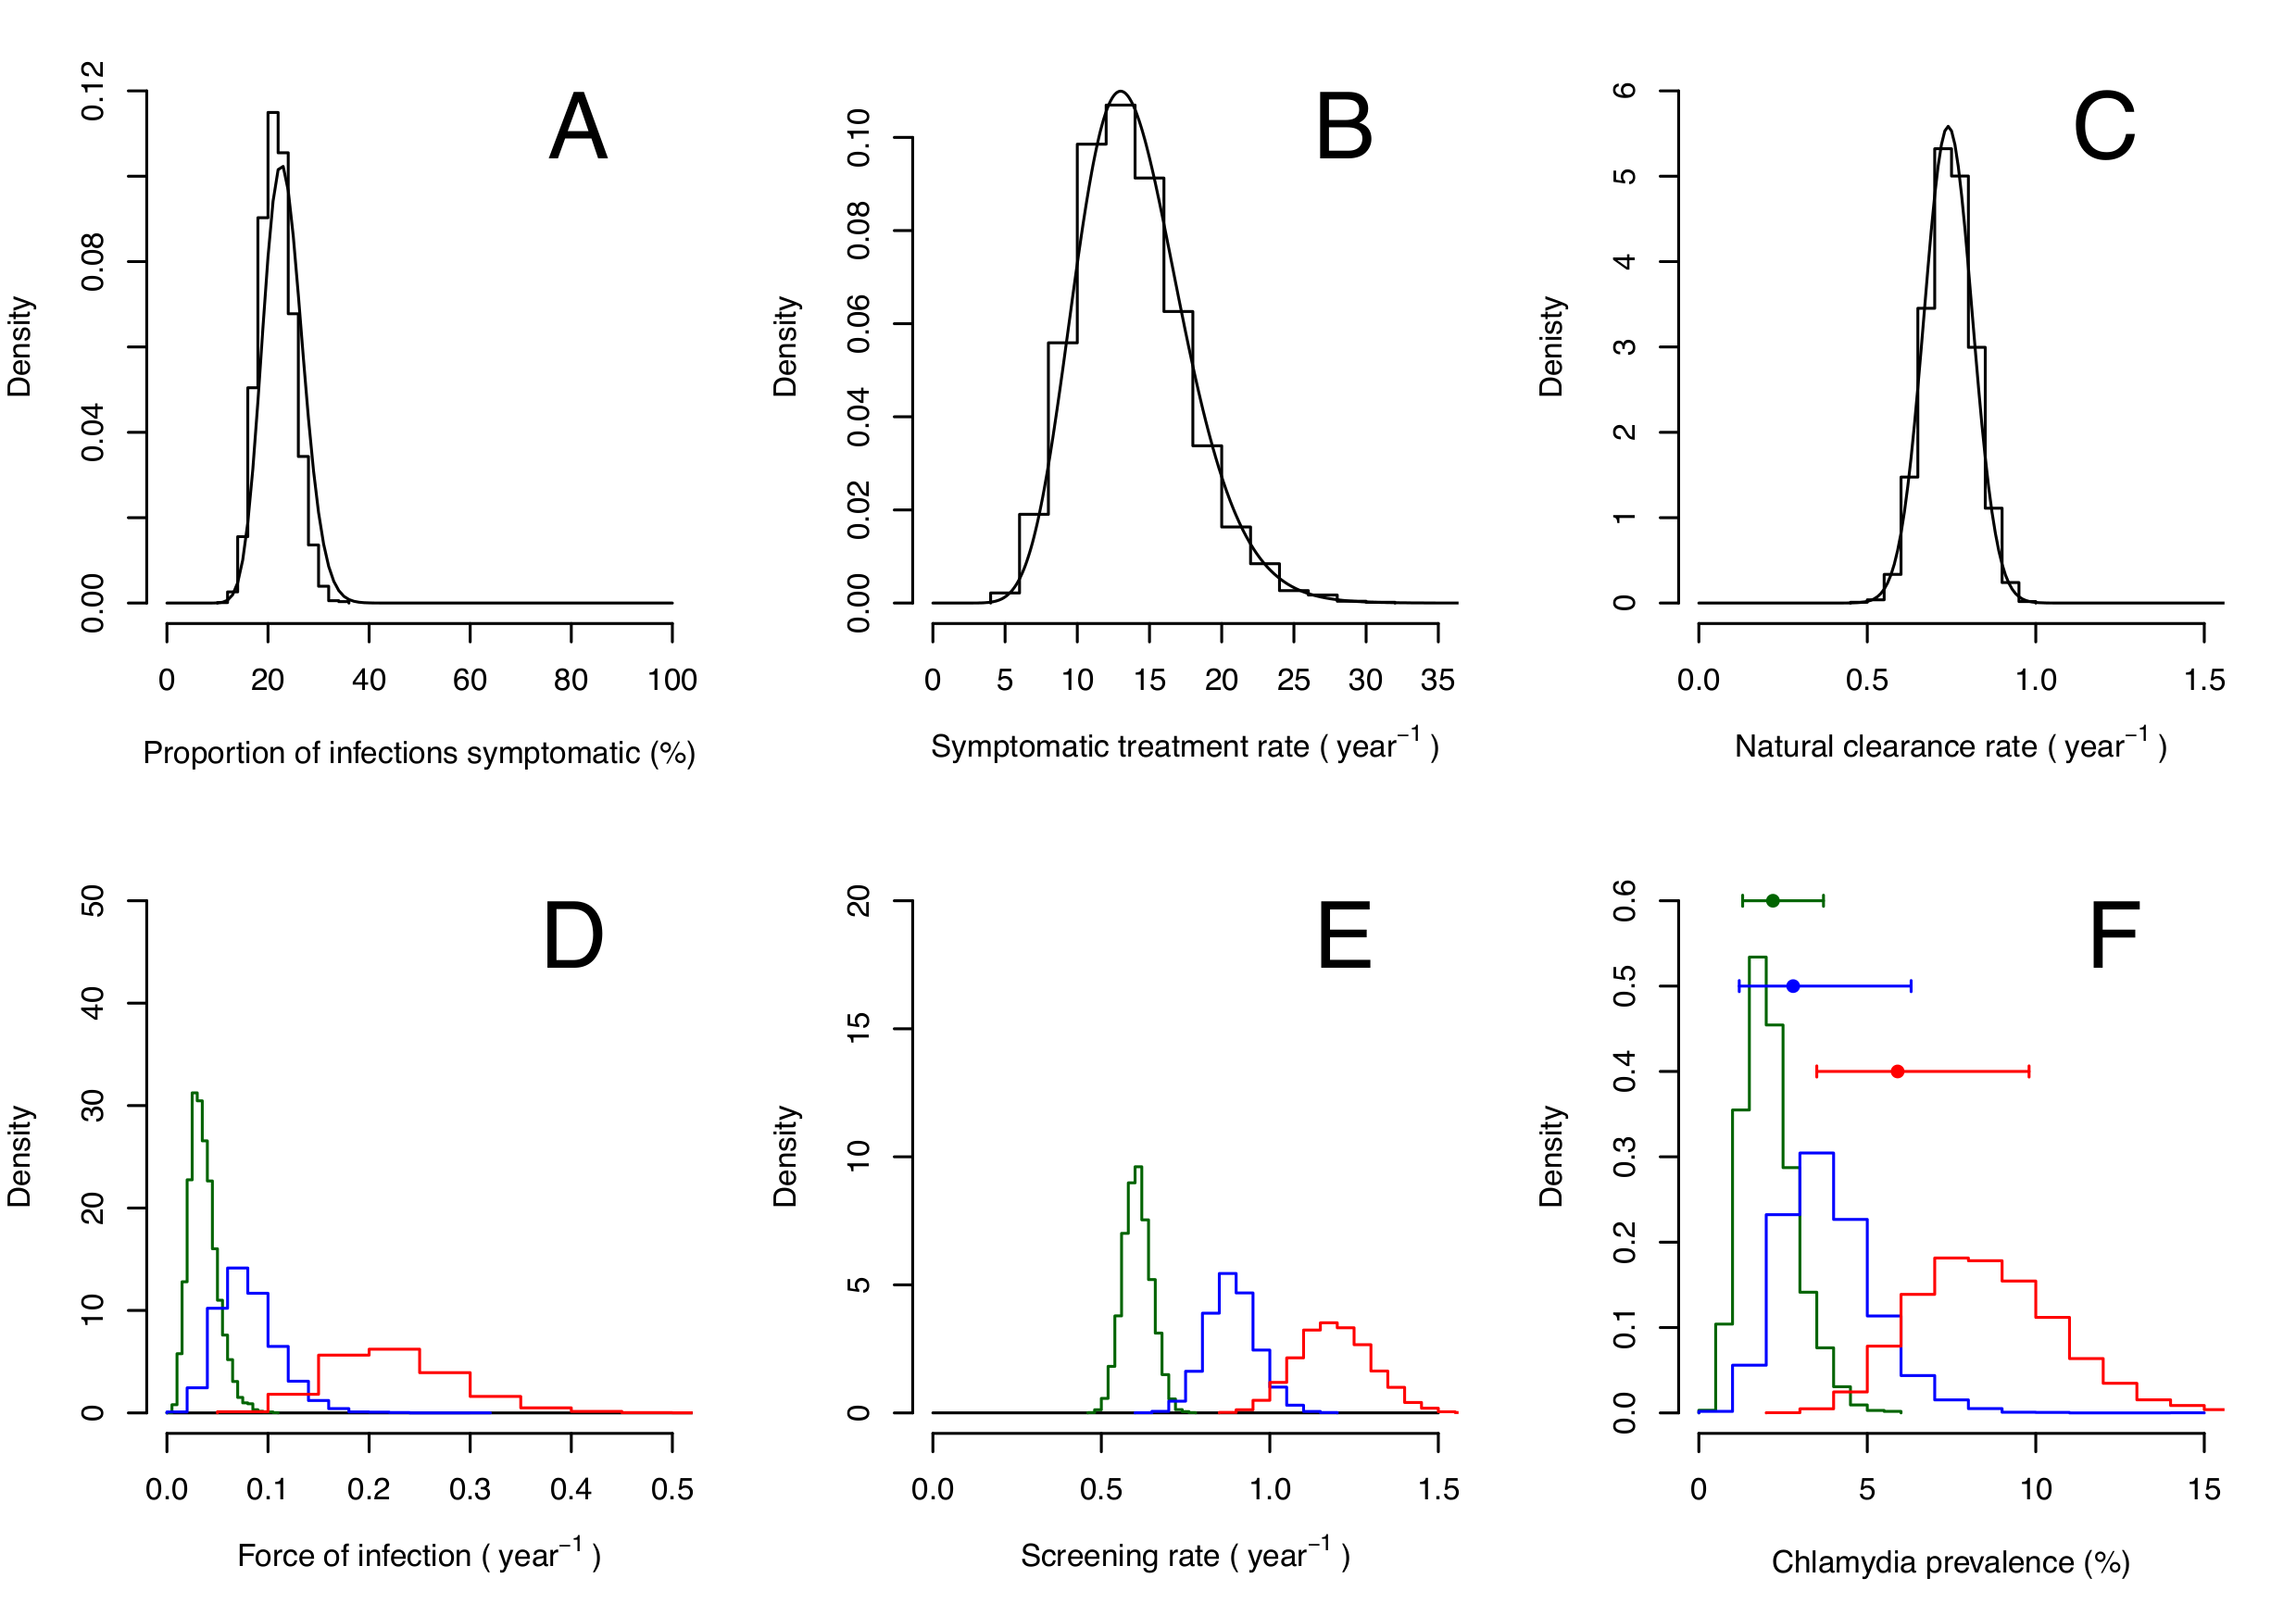 A
Density
0.00
0.04
0.08
0.12
0 20 40 60 80 100
Proportion of infections symptomatic (%)
B
Density
0.00 0.02 0.04 0.06 0.08 0.10
0 5 10 15 20 25 30 35
Symptomatic treatment rate ( year−1 )
C
Denisty
0 1 2 3 4 5 6
0.0 0.5 1.0 1.5
Natural clearance rate ( year−1 )
D
Density
0 10 20 30 40 50
0.0 0.1 0.2 0.3 0.4 0.5
Force of infection ( year−1 )
E
Density
0 5 10 15 20
0.0 0.5 1.0 1.5
Screening rate ( year−1 )
F
Density
0.0 0.1 0.2 0.3 0.4 0.5 0.6
0 5 10 15
Chlamydia prevalence (%)